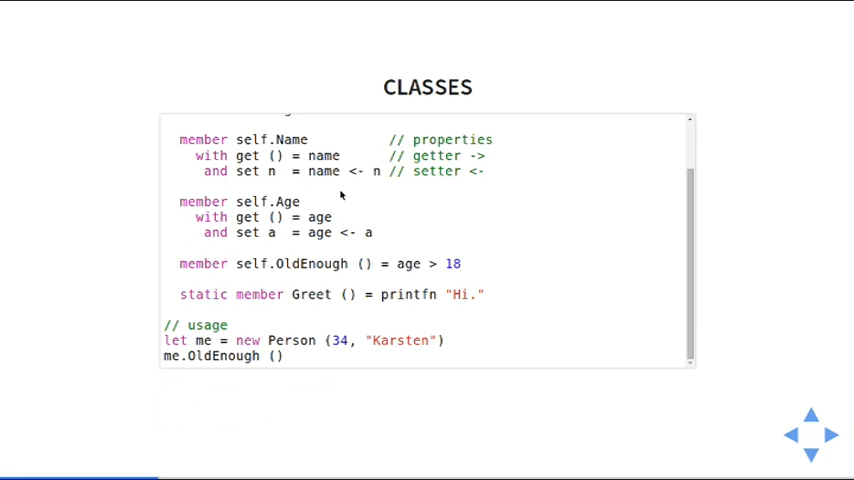 CLASSES
member self.Name // properties
with get () = name // getter ->
and set n = name <- n // setter <-
member self.Age
with get () = age
and set a = age <- a
member self.OldEnough () = age > 18
static member Greet () = printfn "Hi."
// usage
let me = new Person (34, "Karsten")
me.OldEnough ()